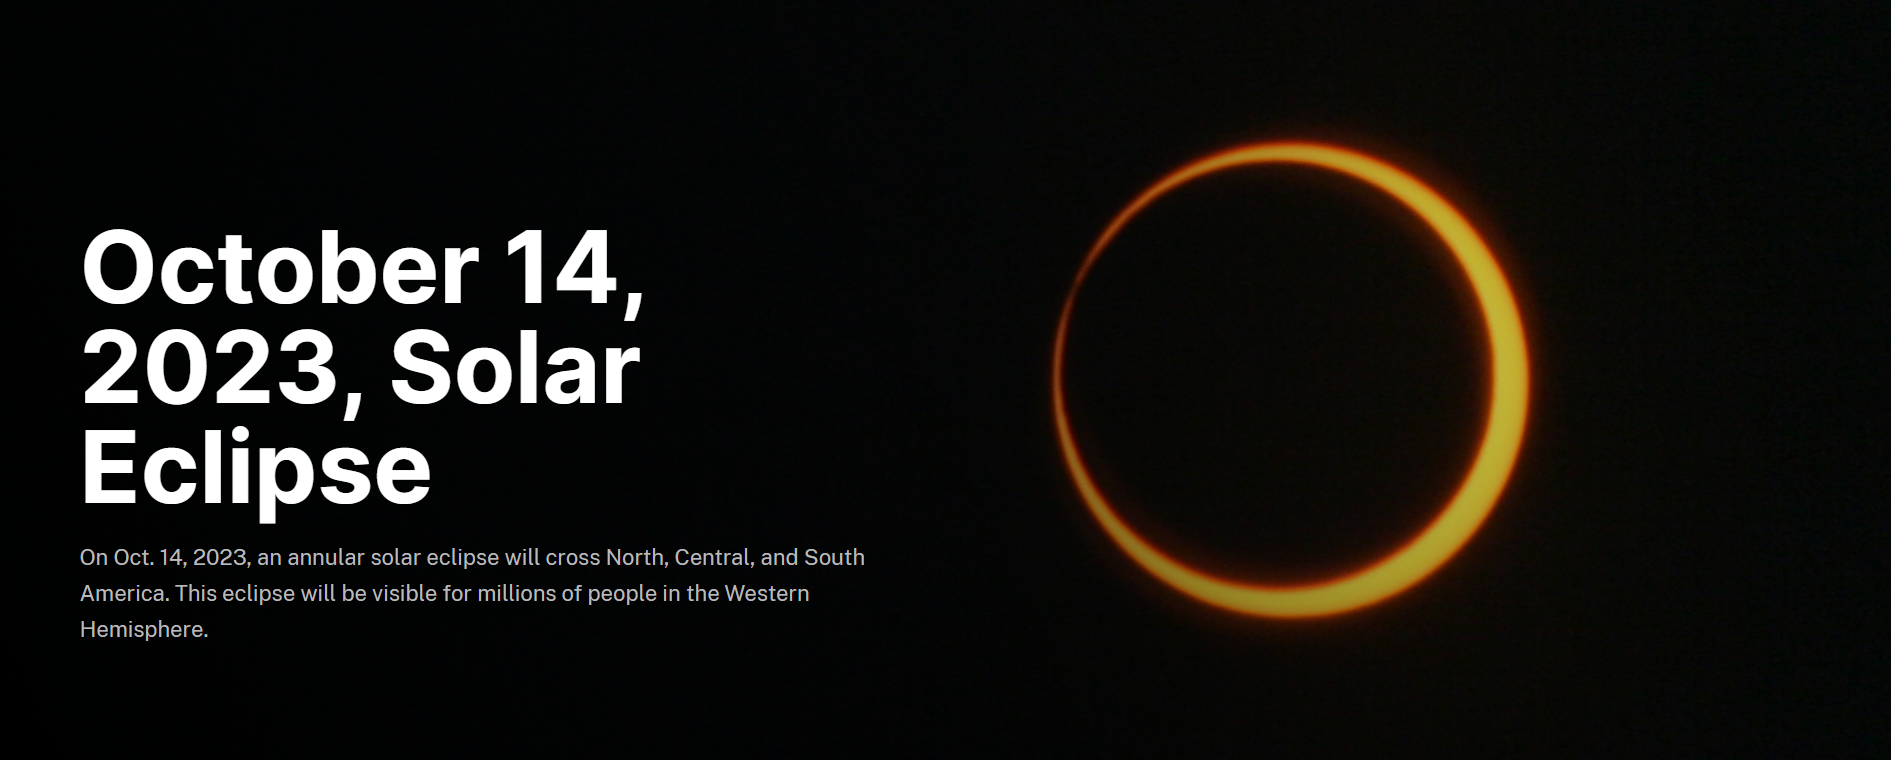 October 14,
2023, Solar
Eclipse
On Oct. 14, 2023, an annular solar eclipse will cross North, Central, and South
America. This eclipse will be visible for millions of people in the Western
Hemisphere.